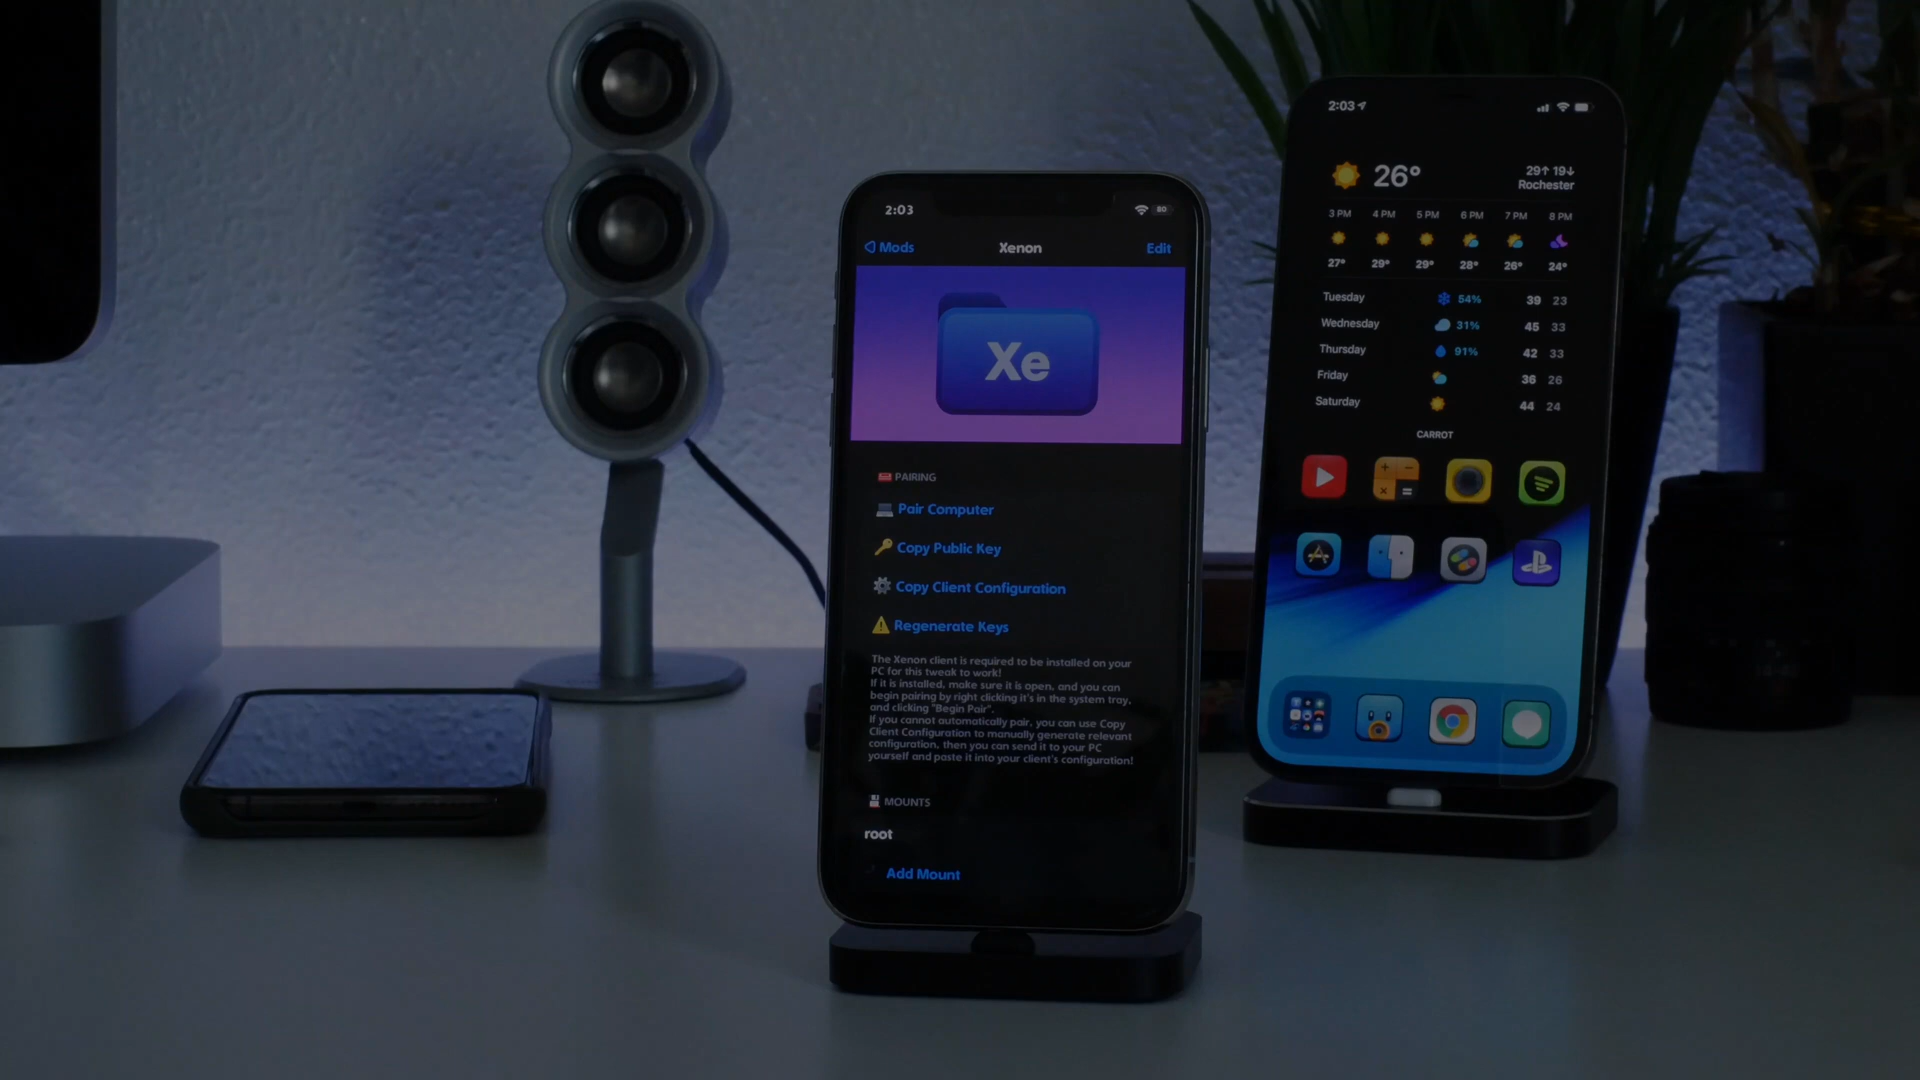 2:03
80
Mods
Xenon
Edit
Xe
PAIRING
Pair Computer
Copy Public Key
Copy Client Configuration
Regenerate Keys
The Xenon client is required to be installed on your
PC for this tweak to work!
If it is installed, make sure it is open, and you can
begin pairing by right clicking it's in the system tray,
and clicking "Begin Pair".
If you cannot automatically pair, you can use Copy
Client Configuration to manually generate relevant
configuration, then you can send it to your PC
yourself and paste it into your client's configuration!
MOUNTS
root
Add Mount
2:03
26°
29↑ 19↓
Rochester
3 PM 4 PM 5 PM 6 PM 7 PM 8 PM
27° 29° 29° 28° 26° 24°
Tuesday 54% 39 23
Wednesday 31% 45 33
Thursday 91% 42 33
Friday 36 26
Saturday 44 24
CARROT